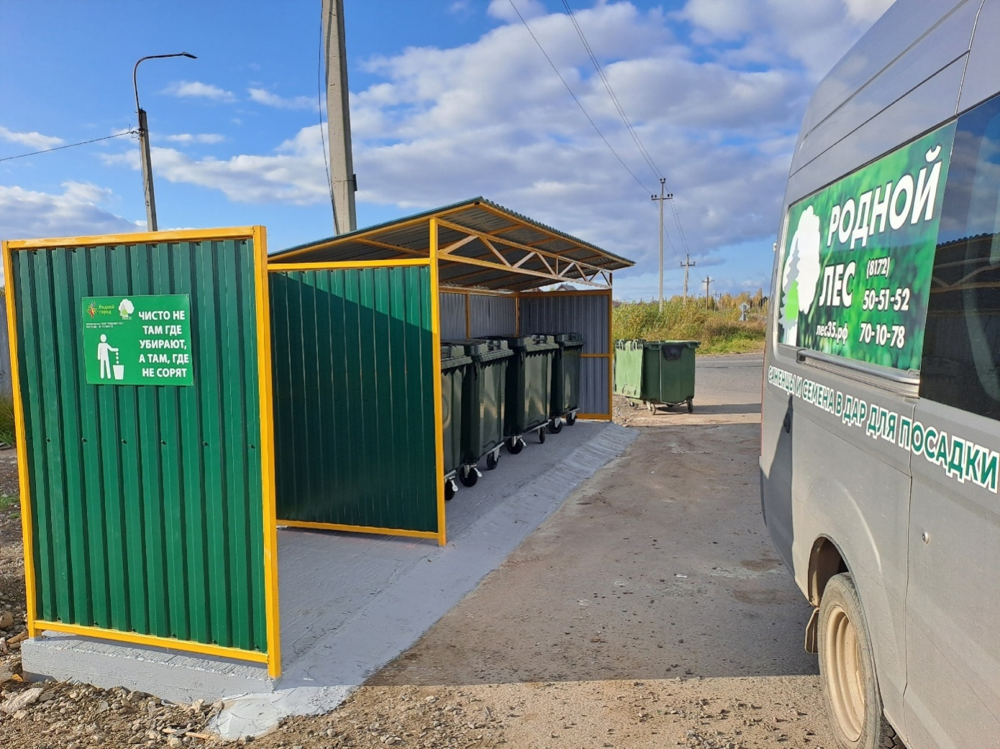 Родной
город
ЧИСТО НЕ
ТАМ ГДЕ
УБИРАЮТ,
А ТАМ, ГДЕ
НЕ СОРЯТ
РОДНОЙ
ЛЕС
(8172)
50-51-52
лес35.рф
70-10-78
САЖЕНЦЫ И СЕМЕНА В ДАР ДЛЯ ПОСАДКИ